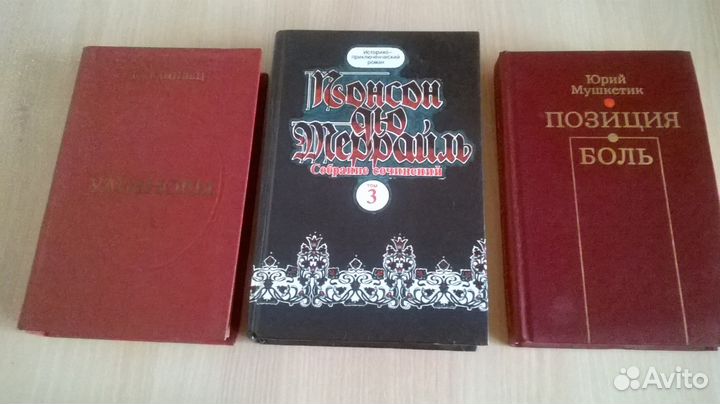 Историко-
приключенческий
роман
Понсон
дю
Террайль
Собрание сочинений
том
3
Юрий
Мушкетик
ПОЗИЦИЯ
БОЛЬ
Avito